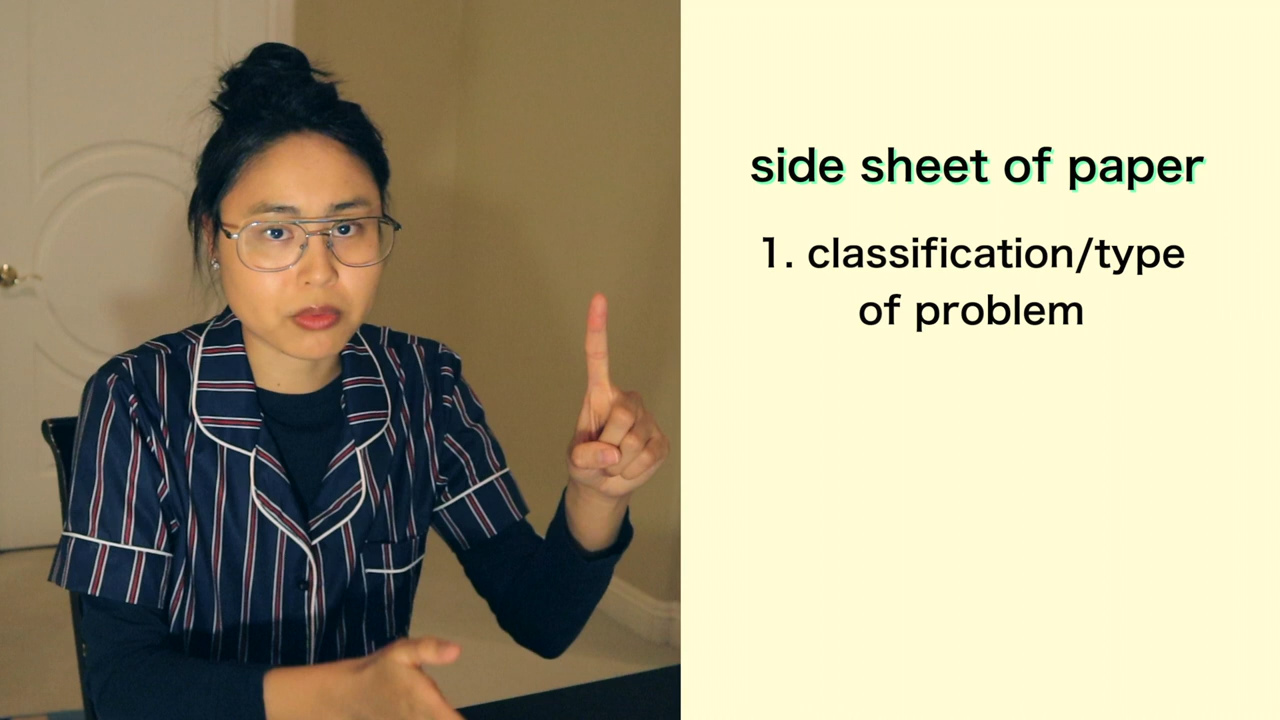 side sheet of paper
1. classification/type
of problem